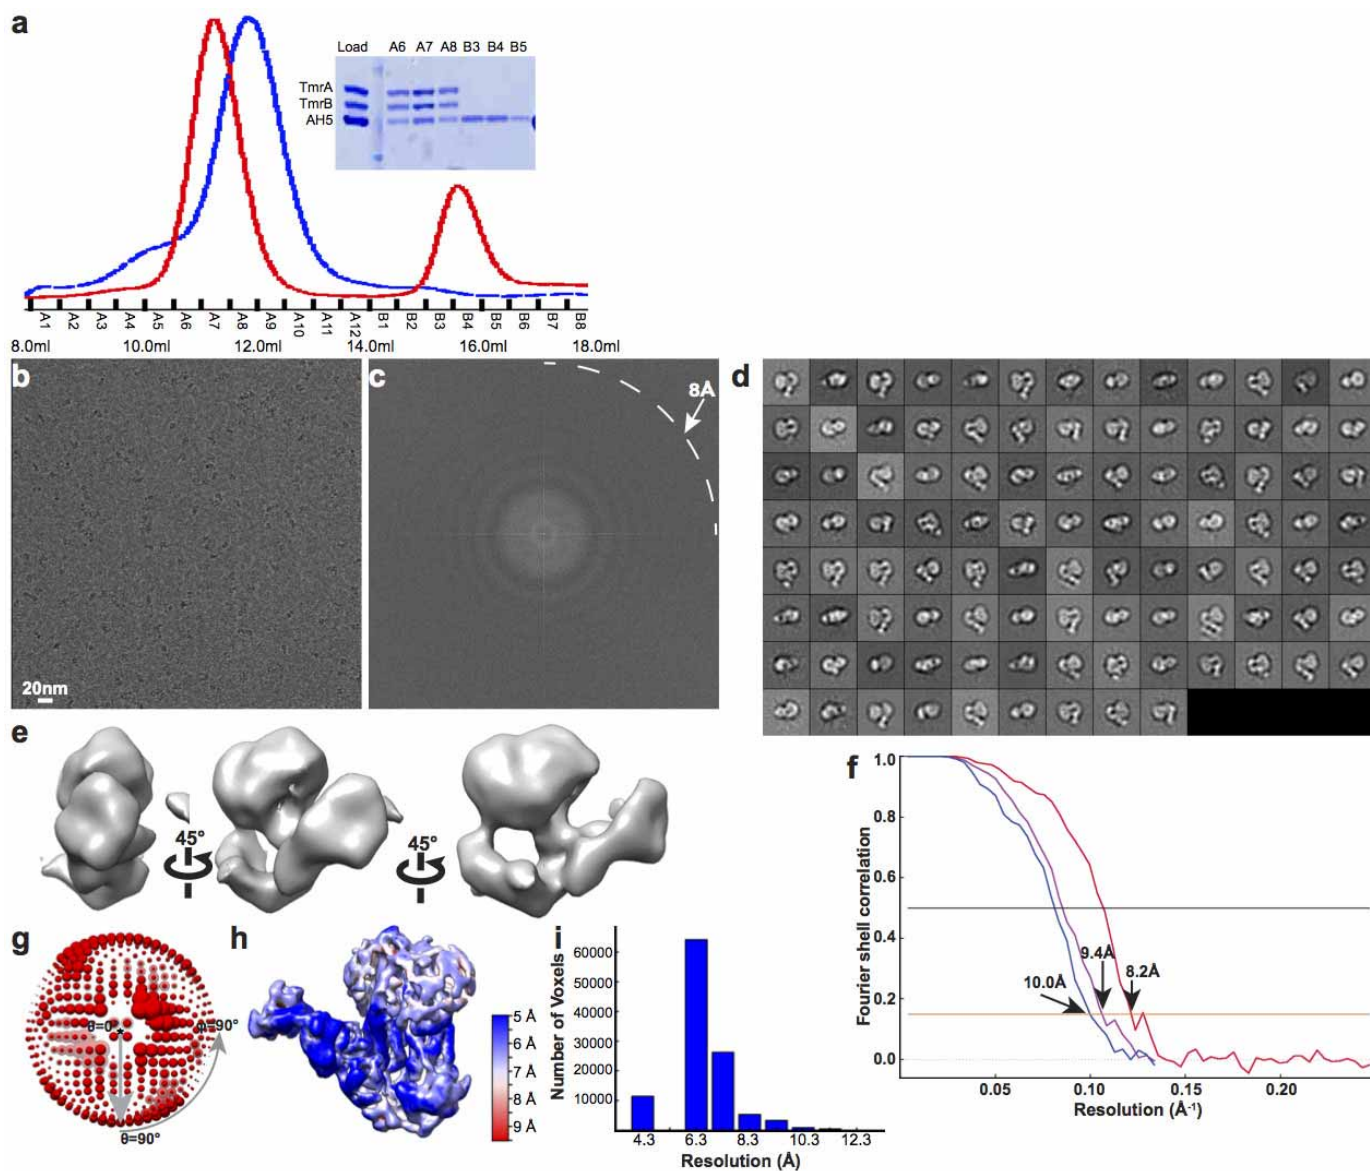 a
Load A6 A7 A8 B3 B4 B5
TmrA
TmrB
AH5
A1 A2 A3 A4 A5 A6 A7 A8 A9 A10 A11 A12 B1 B2 B3 B4 B5 B6 B7 B8
8.0ml 10.0ml 12.0ml 14.0ml 16.0ml 18.0ml
b
20nm
c
8Å
d
e
45°
45°
f
Fourier shell correlation
1.0
0.8
0.6
0.4
0.2
0.0
10.0Å
9.4Å
8.2Å
0.05 0.10 0.15 0.20
Resolution (Å⁻¹)
g
θ=0°
φ=90°
θ=90°
h
5 Å
6 Å
7 Å
8 Å
9 Å
i
Number of Voxels
60000
50000
40000
30000
20000
10000
4.3 6.3 8.3 10.3 12.3
Resolution (Å)